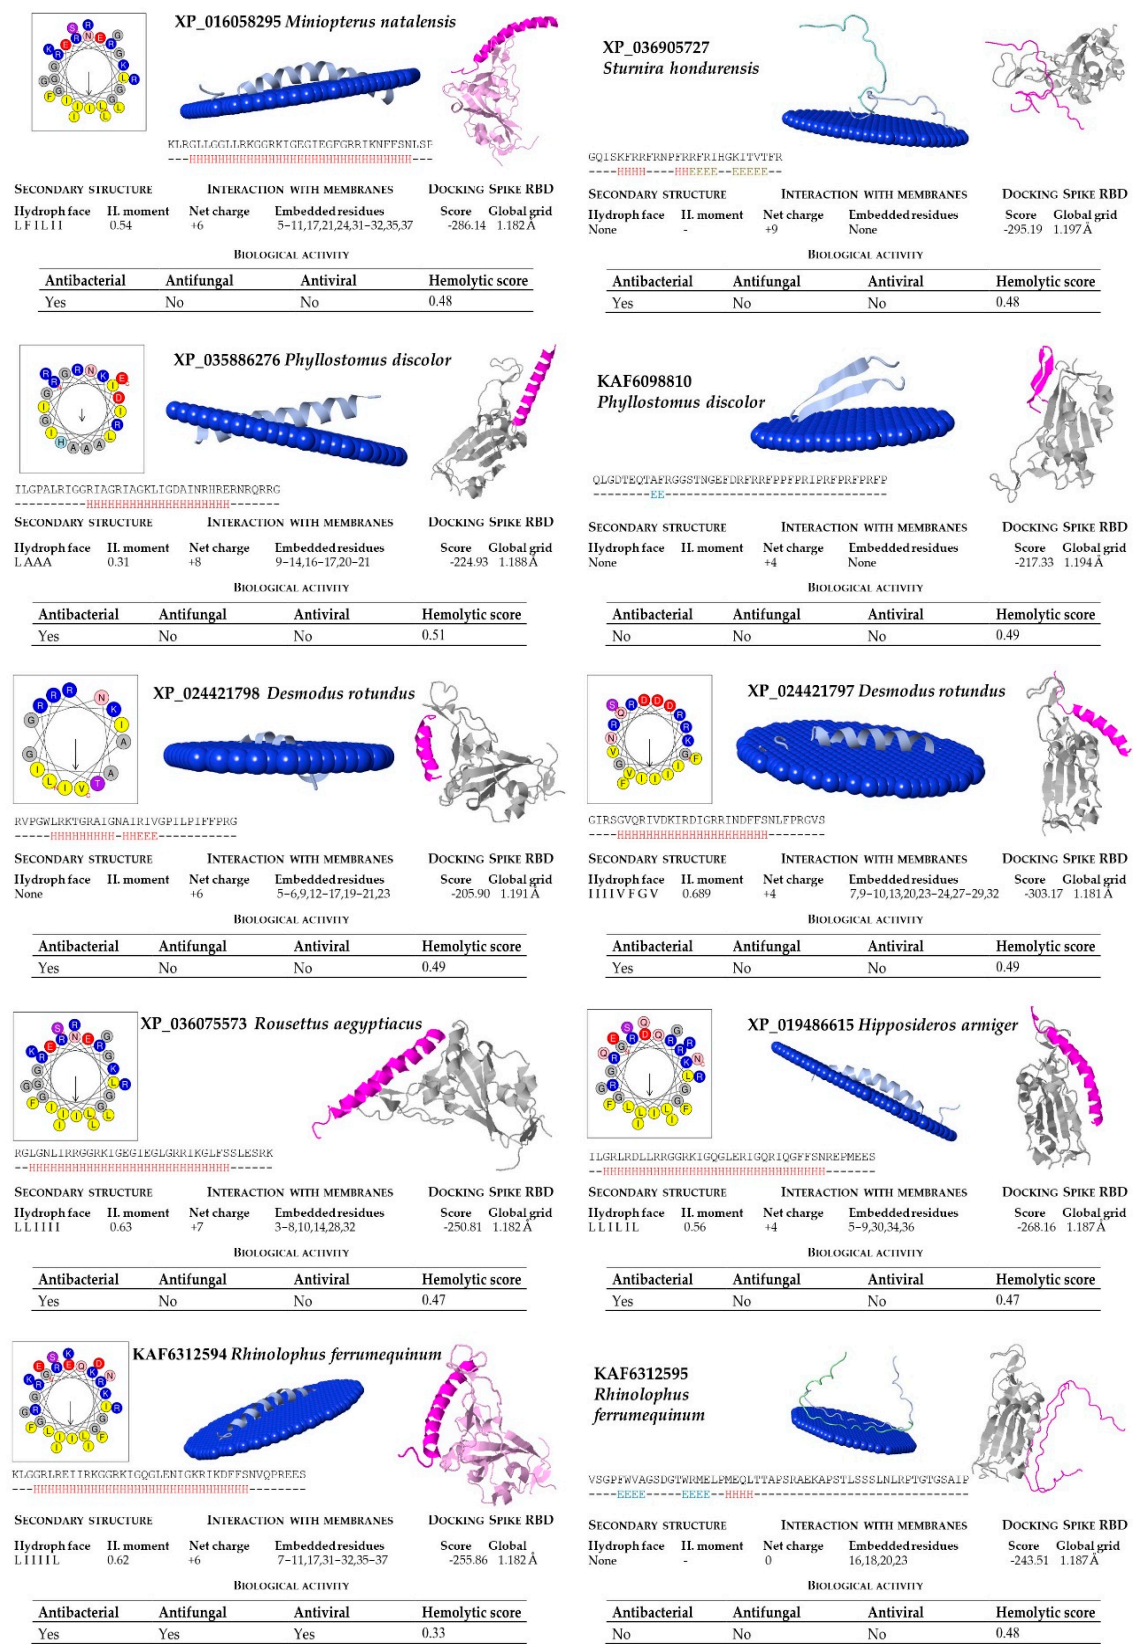 XP_016058295 Miniopterus natalensis
KLRGLLGGLLRKGGRKIGEGIEGFGRRIKNFFSNLSP
---HHHHHHHHHHHHHHHHHHHHHHHHHHHHHHH---
SECONDARY STRUCTURE INTERACTION WITH MEMBRANES DOCKING SPIKE RBD
Hydroph face H. moment Net charge Embedded residues Score Global grid
L F I L I I 0.54 +6 5–11,17,21,24,31–32,35,37 -286.14 1.182 Å
BIOLOGICAL ACTIVITY
Antibacterial Antifungal Antiviral Hemolytic score
Yes No No 0.48
XP_036905727
Sturnira hondurensis
GQISKFRRFRNPFRRFRIHGKITVTFR
----HHHH----HHEEEE--EEEEE--
SECONDARY STRUCTURE INTERACTION WITH MEMBRANES DOCKING SPIKE RBD
Hydroph face H. moment Net charge Embedded residues Score Global grid
None - +9 None -295.19 1.197 Å
BIOLOGICAL ACTIVITY
Antibacterial Antifungal Antiviral Hemolytic score
Yes No No 0.48
XP_035886276 Phyllostomus discolor
ILGPALRIGGRIAGRIAGKLIGDAINRHRERNRQRRG
----------HHHHHHHHHHHHHHHHHHHH-------
SECONDARY STRUCTURE INTERACTION WITH MEMBRANES DOCKING SPIKE RBD
Hydroph face H. moment Net charge Embedded residues Score Global grid
L A A A 0.31 +8 9–14,16–17,20–21 -224.93 1.188 Å
BIOLOGICAL ACTIVITY
Antibacterial Antifungal Antiviral Hemolytic score
Yes No No 0.51
KAF6098810
Phyllostomus discolor
QLGDTEQTAFRGGSTNGEFDRFRRFPPFPRIPRFPRFPRFP
--------EE-------------------------------
SECONDARY STRUCTURE INTERACTION WITH MEMBRANES DOCKING SPIKE RBD
Hydroph face H. moment Net charge Embedded residues Score Global grid
None +4 None -217.33 1.194 Å
BIOLOGICAL ACTIVITY
Antibacterial Antifungal Antiviral Hemolytic score
No No No 0.49
XP_024421798 Desmodus rotundus
RVPGWLRKTGRAIGNAIRIVGPILPIFFPRG
-----HHHHHHHHH-HHEEE-----------
SECONDARY STRUCTURE INTERACTION WITH MEMBRANES DOCKING SPIKE RBD
Hydroph face H. moment Net charge Embedded residues Score Global grid
None +6 5–6,9,12–17,19–21,23 -205.90 1.191 Å
BIOLOGICAL ACTIVITY
Antibacterial Antifungal Antiviral Hemolytic score
Yes No No 0.49
XP_024421797 Desmodus rotundus
GIRSGVQRIVDKIRDIGRRINDFFSNLFPRGVS
----HHHHHHHHHHHHHHHHHHHHH--------
SECONDARY STRUCTURE INTERACTION WITH MEMBRANES DOCKING SPIKE RBD
Hydroph face H. moment Net charge Embedded residues Score Global grid
I I I I V F G V 0.689 +4 7,9–10,13,20,23–24,27–29,32 -303.17 1.181 Å
BIOLOGICAL ACTIVITY
Antibacterial Antifungal Antiviral Hemolytic score
Yes No No 0.49
XP_036075573 Rousettus aegyptiacus
RGLGNLIRRGGRKIGEGIEGLGRRIKGLFSSLESRK
--HHHHHHHHHHHHHHHHHHHHHHHHHHHH------
SECONDARY STRUCTURE INTERACTION WITH MEMBRANES DOCKING SPIKE RBD
Hydroph face H. moment Net charge Embedded residues Score Global grid
L L I I I I 0.63 +7 3–8,10,14,28,32 -250.81 1.182 Å
BIOLOGICAL ACTIVITY
Antibacterial Antifungal Antiviral Hemolytic score
Yes No No 0.47
XP_019486615 Hipposideros armiger
ILGRLRDLLRRGGRKIGQGLERIGQRIQGFFSNREPMEES
--HHHHHHHHHHHHHHHHHHHHHHHHHHHHHHH-------
SECONDARY STRUCTURE INTERACTION WITH MEMBRANES DOCKING SPIKE RBD
Hydroph face H. moment Net charge Embedded residues Score Global grid
L L I L I L 0.56 +4 5–9,30,34,36 -268.16 1.187 Å
BIOLOGICAL ACTIVITY
Antibacterial Antifungal Antiviral Hemolytic score
Yes No No 0.47
KAF6312594 Rhinolophus ferrumequinum
KLGGRLREIIRKGGRKIGQGLENIGKRIKDFFSNVQPREES
---HHHHHHHHHHHHHHHHHHHHHHHHHHHHHH--------
SECONDARY STRUCTURE INTERACTION WITH MEMBRANES DOCKING SPIKE RBD
Hydroph face H. moment Net charge Embedded residues Score Global
L I I I I L 0.62 +6 7–11,17,31–32,35–37 -255.86 1.182 Å
BIOLOGICAL ACTIVITY
Antibacterial Antifungal Antiviral Hemolytic score
Yes Yes Yes 0.33
KAF6312595
Rhinolophus
ferrumequinum
VSGPFWVAGSDGTWRMELPMEQLTTAPSRAEKAPSTLSSSLNLRPTGTGSAIP
----EEEE-----EEEE--HHHH------------------------------
SECONDARY STRUCTURE INTERACTION WITH MEMBRANES DOCKING SPIKE RBD
Hydroph face H. moment Net charge Embedded residues Score Global grid
None - 0 16,18,20,23 -243.51 1.187 Å
BIOLOGICAL ACTIVITY
Antibacterial Antifungal Antiviral Hemolytic score
No No No 0.48